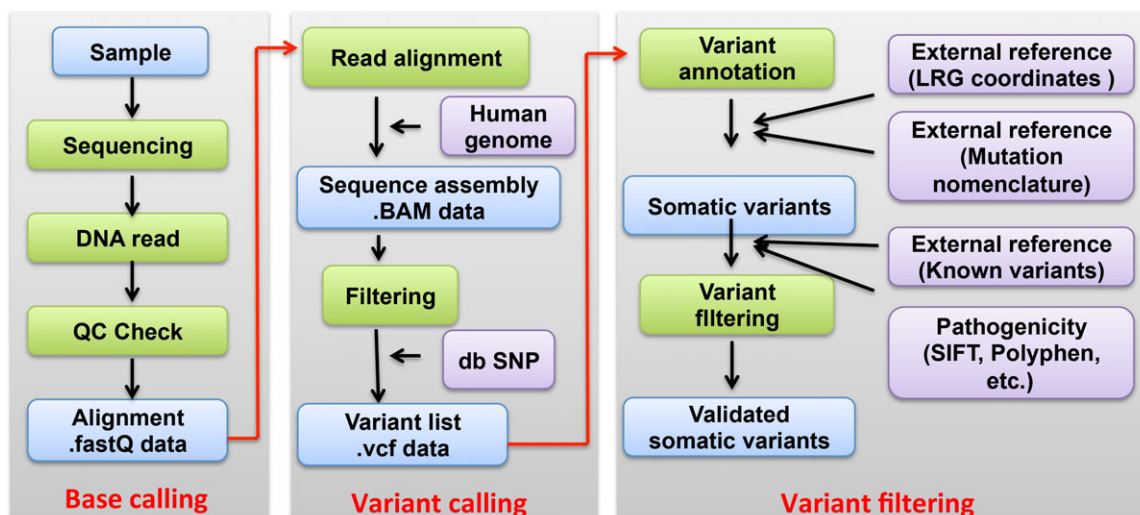 Sample
Sequencing
DNA read
QC Check
Alignment
.fastQ data
Base calling
Read alignment
Human
genome
Sequence assembly
.BAM data
Filtering
db SNP
Variant list
.vcf data
Variant calling
Variant
annotation
External reference
(LRG coordinates )
External reference
(Mutation
nomenclature)
Somatic variants
External reference
(Known variants)
Variant
fIltering
Pathogenicity
(SIFT, Polyphen,
etc.)
Validated
somatic variants
Variant filtering